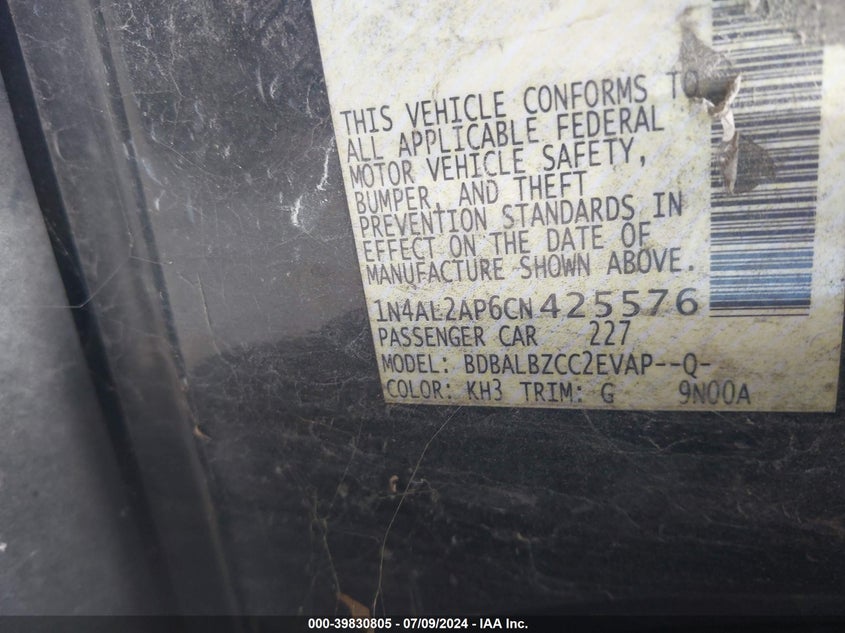 THIS VEHICLE CONFORMS TO
ALL APPLICABLE FEDERAL
MOTOR VEHICLE SAFETY,
BUMPER, AND THEFT
PREVENTION STANDARDS IN
EFFECT ON THE DATE OF
MANUFACTURE SHOWN ABOVE.
1N4AL2AP6CN425576
PASSENGER CAR 227
MODEL: BDBALBZCC2EVAP--Q-
COLOR: KH3 TRIM: G 9N00A
000-39830805 - 07/09/2024 - IAA Inc.